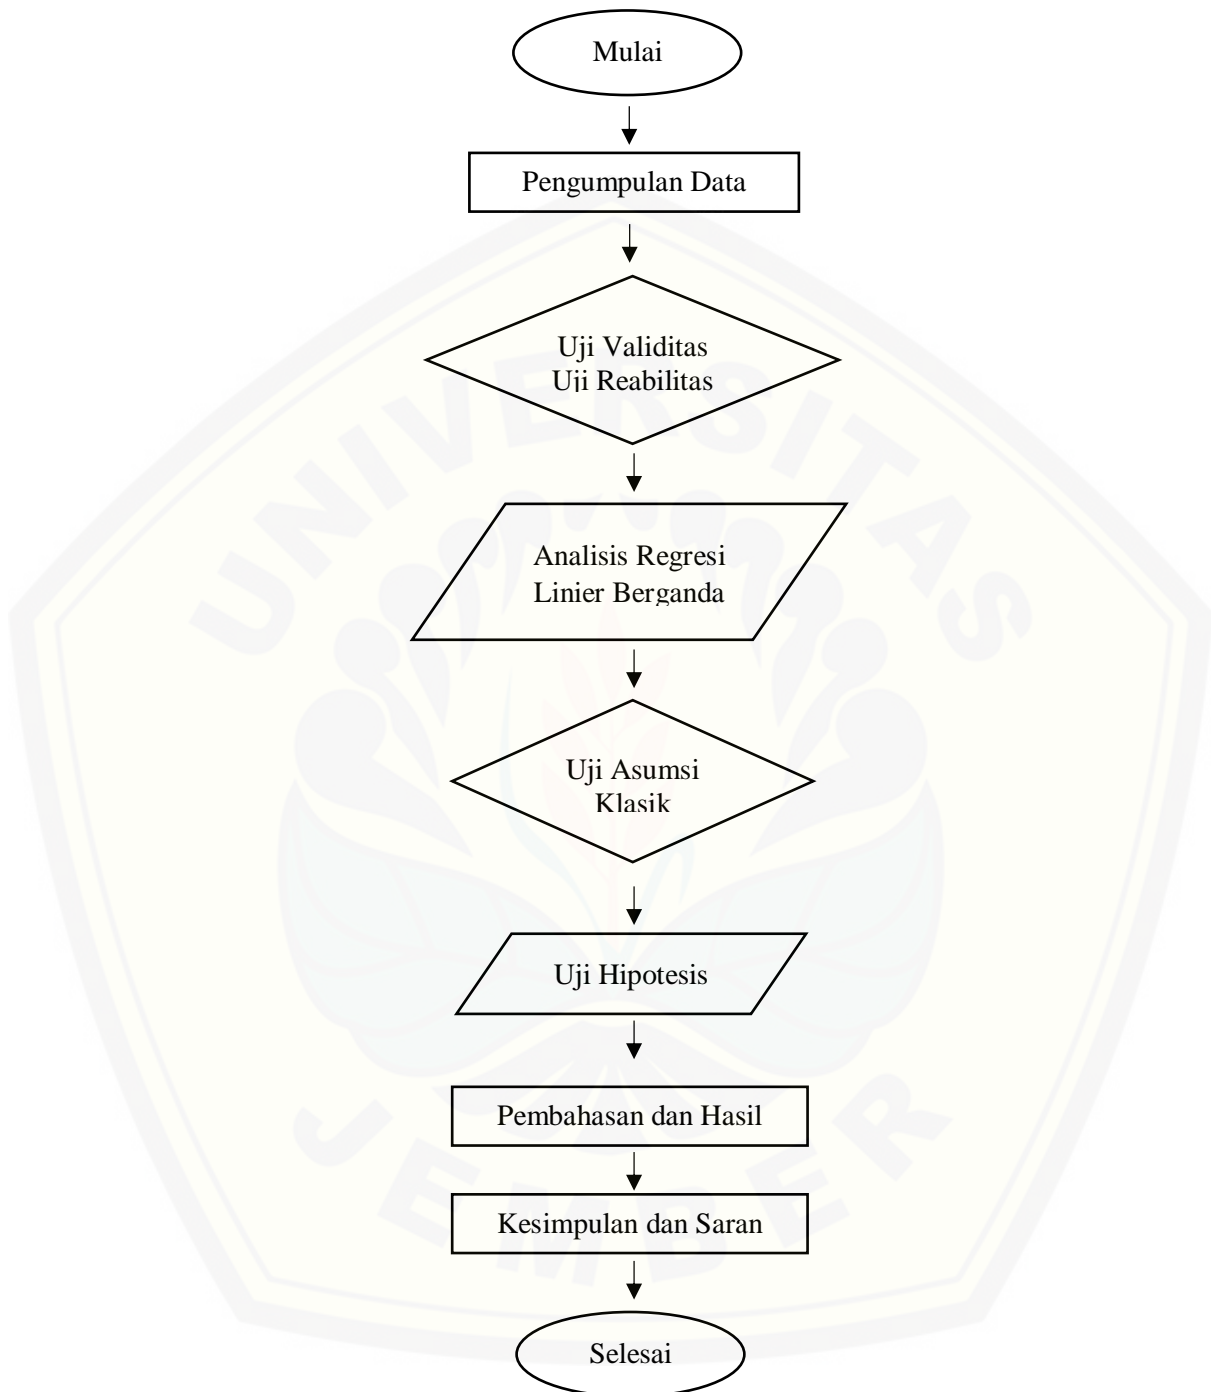 Mulai
Pengumpulan Data
Uji Validitas
Uji Reabilitas
Analisis Regresi
Linier Berganda
Uji Asumsi
Klasik
Uji Hipotesis
Pembahasan dan Hasil
Kesimpulan dan Saran
Selesai
UNIVERSITAS
JEMBER